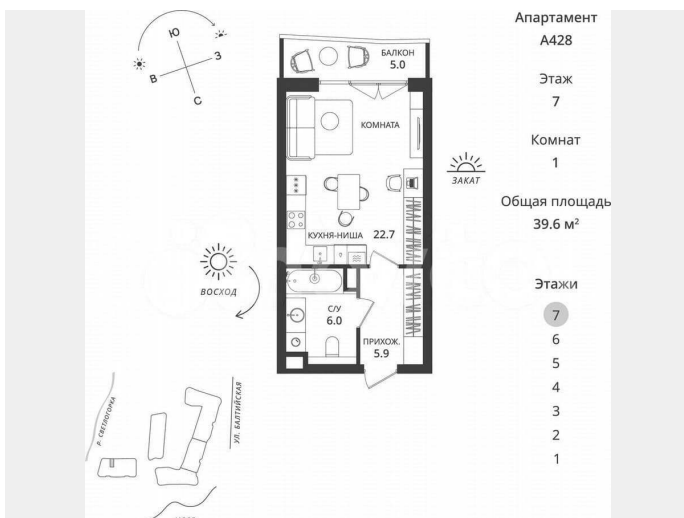 Апартамент
А428
Этаж
7
Комнат
1
Общая площадь
39.6 м²
Этажи
7
6
5
4
3
2
1
Ю
З
В
С
БАЛКОН
5.0
КОМНАТА
ЗАКАТ
КУХНЯ-НИША 22.7
ВОСХОД
С/У
6.0
ПРИХОЖ.
5.9
Р. СВЕТЛОГОРКА
УЛ. БАЛТИЙСКАЯ